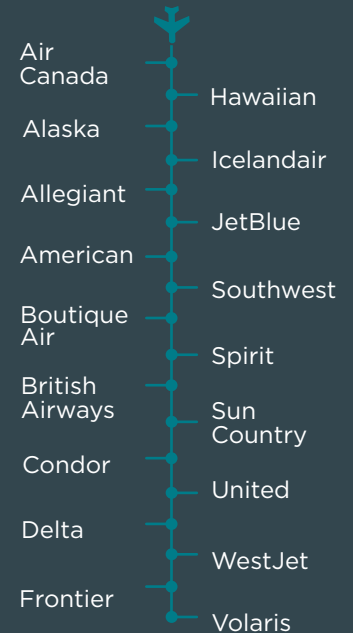 Air
Canada
Hawaiian
Alaska
Icelandair
Allegiant
JetBlue
American
Southwest
Boutique
Air
Spirit
British
Airways
Sun
Country
Condor
United
Delta
WestJet
Frontier
Volaris